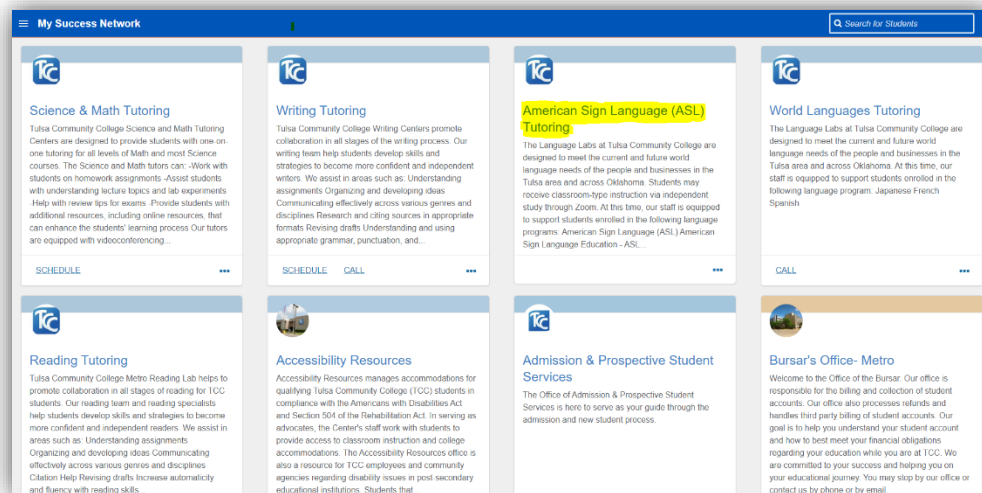 My Success Network
Search for Students
TCC
Science & Math Tutoring
Tulsa Community College Science and Math Tutoring
Centers are designed to provide students with one-on-
one tutoring for all levels of Math and most Science
courses. The Science and Math tutors can: -Work with
students on homework assignments -Assist students
with understanding lecture topics and lab experiments
-Help with review tips for exams -Provide students with
additional resources, including online resources, that
can enhance the students' learning process Our tutors
are equipped with videoconferencing...
SCHEDULE
TCC
Writing Tutoring
Tulsa Community College Writing Centers promote
collaboration in all stages of the writing process. Our
writing team help students develop skills and
strategies to become more confident and independent
writers. We assist in areas such as: Understanding
assignments Organizing and developing ideas
Communicating effectively across various genres and
disciplines Research and citing sources in appropriate
formats Revising drafts Understanding and using
appropriate grammar, punctuation, and...
SCHEDULE CALL
TCC
American Sign Language (ASL)
Tutoring
The Language Labs at Tulsa Community College are
designed to meet the current and future world
language needs of the people and businesses in the
Tulsa area and across Oklahoma. Students may
receive classroom-type instruction via independent
study through Zoom. At this time, our staff is equipped
to support students enrolled in the following language
programs: American Sign Language (ASL) American
Sign Language Education - ASL...
TCC
World Languages Tutoring
The Language Labs at Tulsa Community College are
designed to meet the current and future world
language needs of the people and businesses in the
Tulsa area and across Oklahoma. At this time, our
staff is equipped to support students enrolled in the
following language program: Japanese French
Spanish
CALL
TCC
Reading Tutoring
Tulsa Community College Metro Reading Lab helps to
promote collaboration in all stages of reading for TCC
students. Our reading team and reading specialists
help students develop skills and strategies to become
more confident and independent readers. We assist in
areas such as: Understanding assignments
Organizing and developing ideas Communicating
effectively across various genres and disciplines
Citation Help Revising drafts Increase automaticity
and fluency with reading skills...
Accessibility Resources
Accessibility Resources manages accommodations for
qualifying Tulsa Community College (TCC) students in
compliance with the Americans with Disabilities Act
and Section 504 of the Rehabilitation Act. In serving as
advocates, the Center's staff work with students to
provide access to classroom instruction and college
accommodations. The Accessibility Resources office is
also a resource for TCC employees and community
agencies regarding disability issues in post-secondary
educational institutions. Students that...
TCC
Admission & Prospective Student
Services
The Office of Admission & Prospective Student
Services is here to serve as your guide through the
admission and new student process.
Bursar's Office- Metro
Welcome to the Office of the Bursar. Our office is
responsible for the billing and collection of student
accounts. Our office also processes refunds and
handles third party billing of student accounts. Our
goal is to help you understand your student account
and how to best meet your financial obligations
regarding your education while you are at TCC. We
are committed to your success and helping you on
your educational journey. You may stop by our office or
contact us by phone or by email.